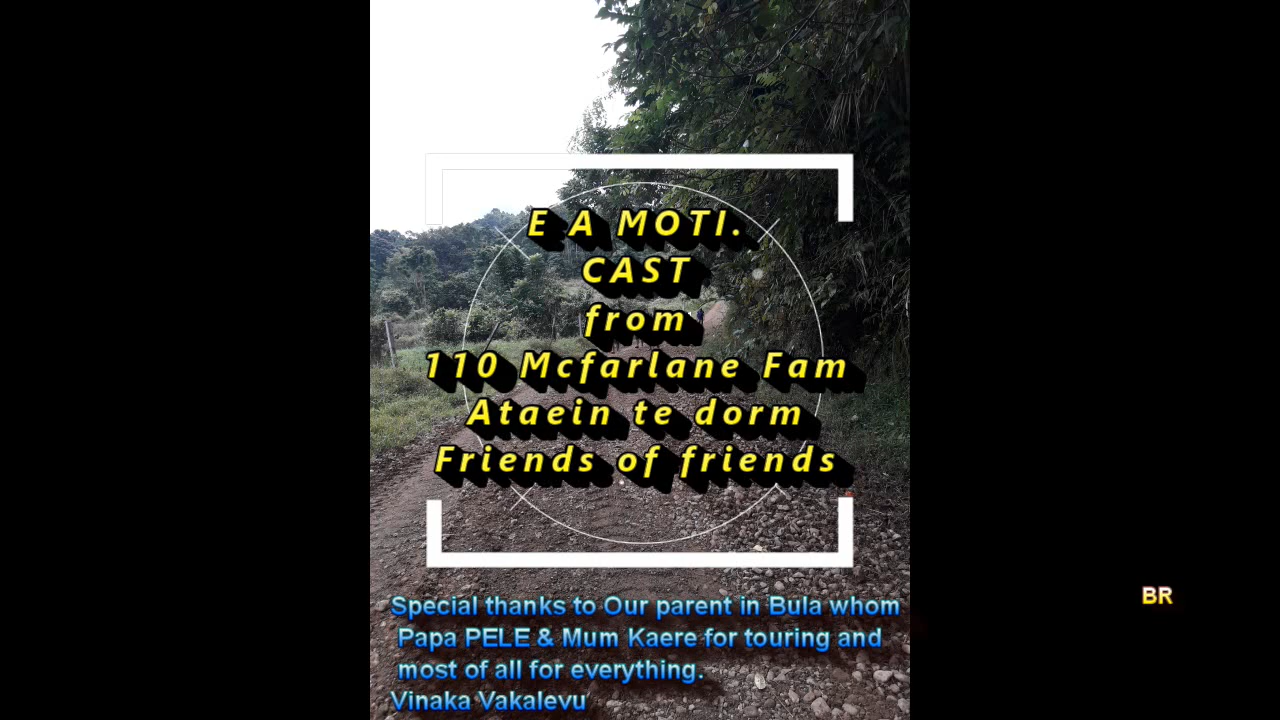 E A MOTI.
CAST
from
110 Mcfarlane Fam
Ataein te dorm
Friends of friends
Special thanks to Our parent in Bula whom
Papa PELE & Mum Kaere for touring and
most of all for everything.
Vinaka Vakalevu
BR